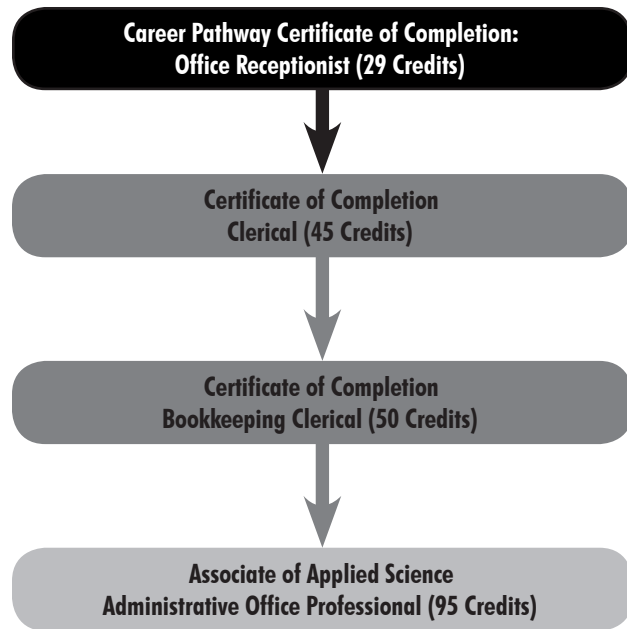 Career Pathway Certificate of Completion:
Office Receptionist (29 Credits)
Certificate of Completion
Clerical (45 Credits)
Certificate of Completion
Bookkeeping Clerical (50 Credits)
Associate of Applied Science
Administrative Office Professional (95 Credits)